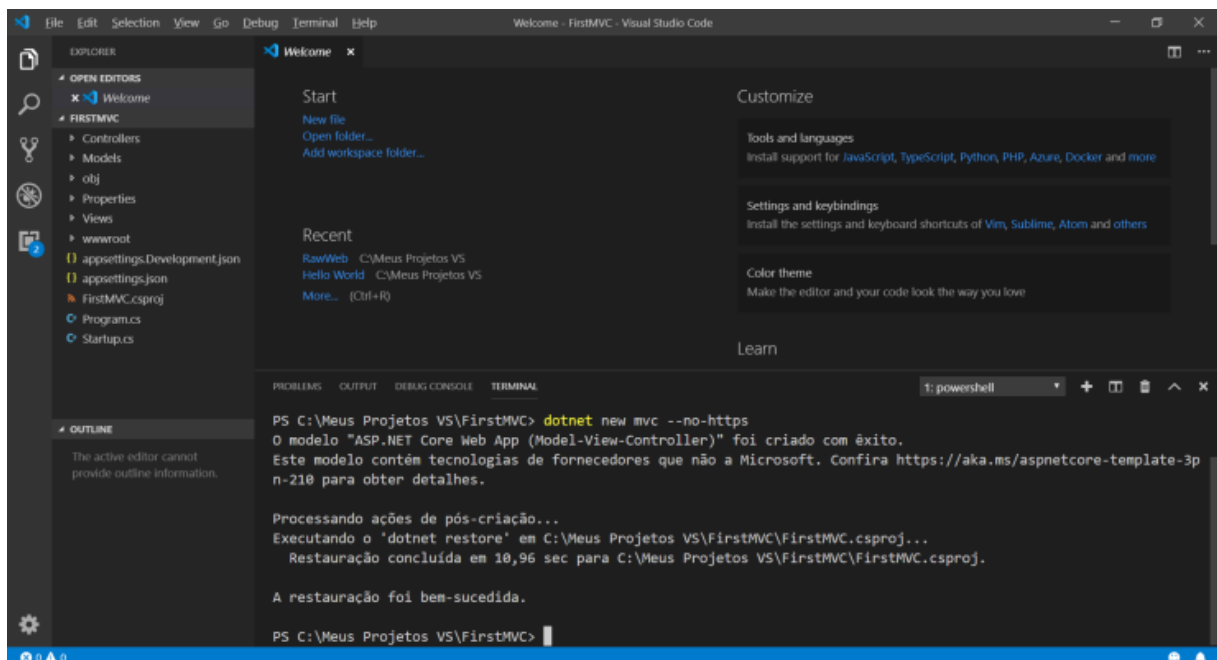 File Edit Selection View Go Debug Terminal Help
Welcome - FirstMVC - Visual Studio Code
EXPLORER
OPEN EDITORS
Welcome
FIRSTMVC
Controllers
Models
obj
Properties
Views
wwwroot
{} appsettings.Development.json
{} appsettings.json
FirstMVC.csproj
C# Program.cs
C# Startup.cs
OUTLINE
The active editor cannot
provide outline information.
2
Welcome
Start
New file
Open folder...
Add workspace folder...
Recent
RawWeb C:\Meus Projetos VS
Hello World C:\Meus Projetos VS
More... (Ctrl+R)
Customize
Tools and languages
Install support for JavaScript, TypeScript, Python, PHP, Azure, Docker and more
Settings and keybindings
Install the settings and keyboard shortcuts of Vim, Sublime, Atom and others
Color theme
Make the editor and your code look the way you love
Learn
PROBLEMS OUTPUT DEBUG CONSOLE TERMINAL
1: powershell
PS C:\Meus Projetos VS\FirstMVC> dotnet new mvc --no-https
O modelo "ASP.NET Core Web App (Model-View-Controller)" foi criado com êxito.
Este modelo contém tecnologias de fornecedores que não a Microsoft. Confira https://aka.ms/aspnetcore-template-3p
n-210 para obter detalhes.
Processando ações de pós-criação...
Executando o 'dotnet restore' em C:\Meus Projetos VS\FirstMVC\FirstMVC.csproj...
Restauração concluída em 10,96 sec para C:\Meus Projetos VS\FirstMVC\FirstMVC.csproj.
A restauração foi bem-sucedida.
PS C:\Meus Projetos VS\FirstMVC>
0 0